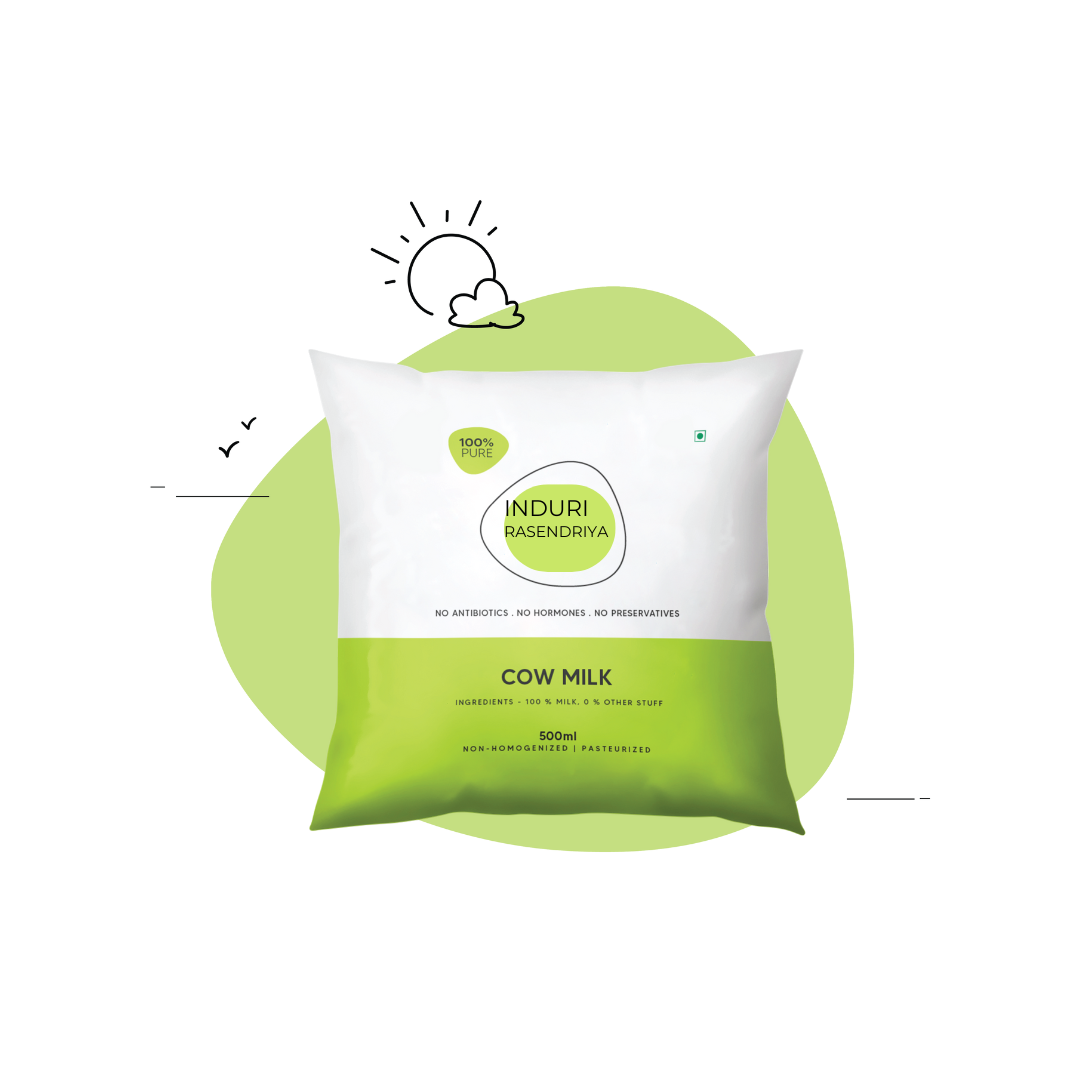 100%
PURE
INDURI
RASENDRIYA
NO ANTIBIOTICS . NO HORMONES . NO PRESERVATIVES
COW MILK
INGREDIENTS - 100 % MILK, 0 % OTHER STUFF
500ml
NON-HOMOGENIZED | PASTEURIZED